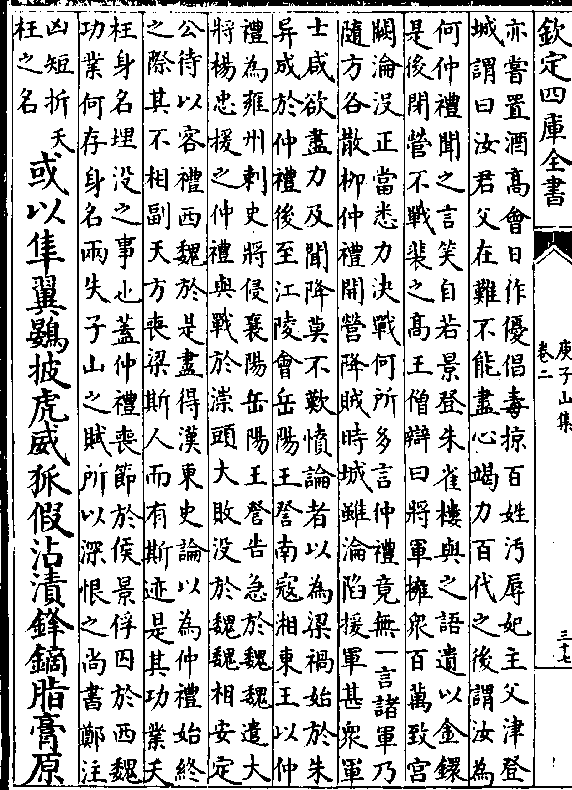 欽定四庫全書
庾子山集
卷二
三十七
亦嘗置酒高會日作優倡毒掠百姓汚辱妃主父津登
城謂曰汝君父在難不能盡心竭力百代之後謂汝為
何仲禮聞之言笑自若景登朱雀樓與之語遺以金鐶
是後閉營不戰裴之高王僧辯曰將軍擁衆百萬致宫
闕淪没正當悉力決戰何所多言仲禮竟無一言諸軍乃
隨方各散柳仲禮開營降賊時城雖淪陷援軍甚衆軍
士咸欲盡力及聞降莫不歎憤論者以為梁禍始於朱
异成於仲禮後至江陵會岳陽王詧南寇湘東王以仲
禮為雍州刺史將侵襄陽岳陽王詧告急於魏魏遣大
將楊忠援之仲禮與戰於漴頭大敗没於魏魏相安定
公待以客禮西魏於是盡得漢東史論以為仲禮始終
之際其不相副天方喪梁斯人而有斯迹是其功業夭
枉身名埋没之事也蓋仲禮喪節於侯景俘囚於西魏
功業何存身名兩失子山之賦所以深恨之尚書鄭注
凶短折夭
枉之名
或以隼翼鷃披虎威狐假沾漬鋒鏑脂膏原